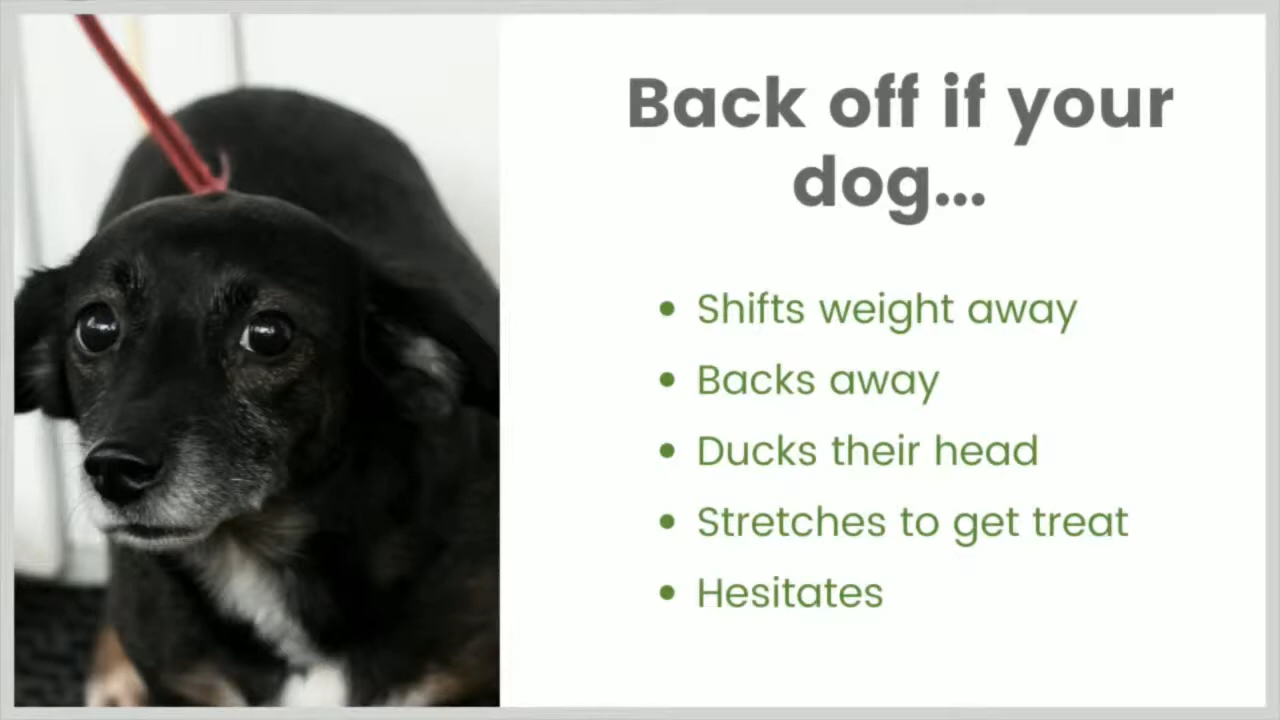 Back off if your
dog...
• Shifts weight away
• Backs away
• Ducks their head
• Stretches to get treat
• Hesitates